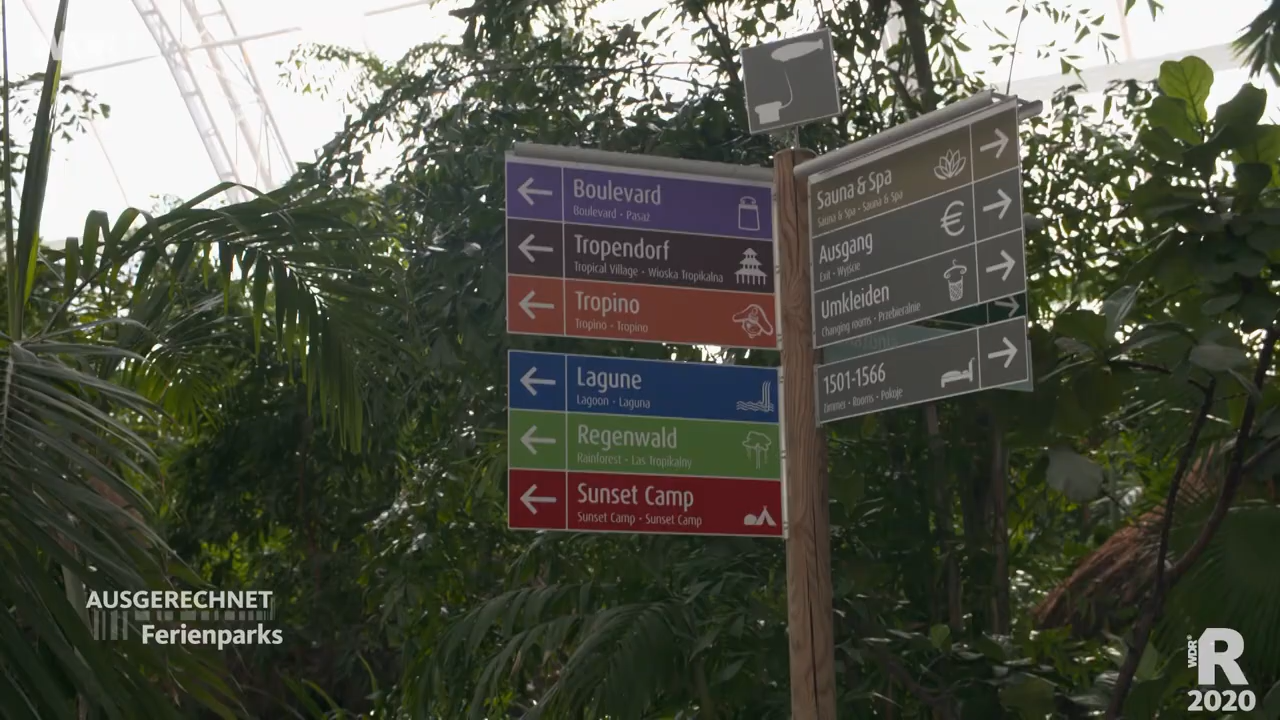 Boulevard
Boulevard • Pasaż
Tropendorf
Tropical Village • Wioska Tropikalna
Tropino
Tropino • Tropino
Lagune
Lagoon • Laguna
Regenwald
Rainforest • Las Tropikalny
Sunset Camp
Sunset Camp • Sunset Camp
Sauna & Spa
Sauna & Spa • Sauna & Spa
€
Ausgang
Exit • Wyjście
Umkleiden
Changing rooms • Przebieralnie
1501-1566
Zimmer • Rooms • Pokoje
AUSGERECHNET
Ferienparks
WDR®
R
2020